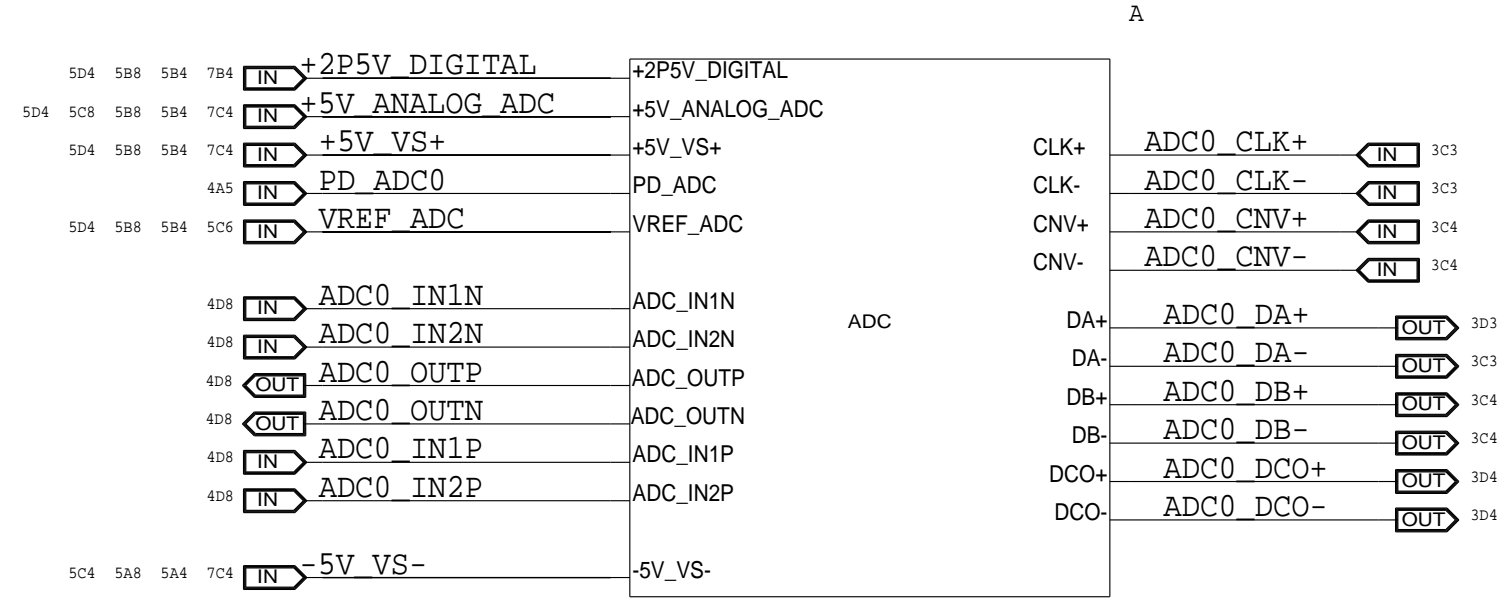 A
5D4 5B8 5B4 7B4 IN +2P5V_DIGITAL +2P5V_DIGITAL
5D4 5C8 5B8 5B4 7C4 IN +5V_ANALOG_ADC +5V_ANALOG_ADC
5D4 5B8 5B4 7C4 IN +5V_VS+ +5V_VS+ CLK+ ADC0_CLK+ IN 3C3
4A5 IN PD_ADC0 PD_ADC CLK- ADC0_CLK- IN 3C3
5D4 5B8 5B4 5C6 IN VREF_ADC VREF_ADC CNV+ ADC0_CNV+ IN 3C4
CNV- ADC0_CNV- IN 3C4
4D8 IN ADC0_IN1N ADC_IN1N ADC DA+ ADC0_DA+ OUT 3D3
4D8 IN ADC0_IN2N ADC_IN2N DA- ADC0_DA- OUT 3C3
4D8 OUT ADC0_OUTP ADC_OUTP DB+ ADC0_DB+ OUT 3C4
4D8 OUT ADC0_OUTN ADC_OUTN DB- ADC0_DB- OUT 3C4
4D8 IN ADC0_IN1P ADC_IN1P DCO+ ADC0_DCO+ OUT 3D4
4D8 IN ADC0_IN2P ADC_IN2P DCO- ADC0_DCO- OUT 3D4
5C4 5A8 5A4 7C4 IN -5V_VS- -5V_VS-